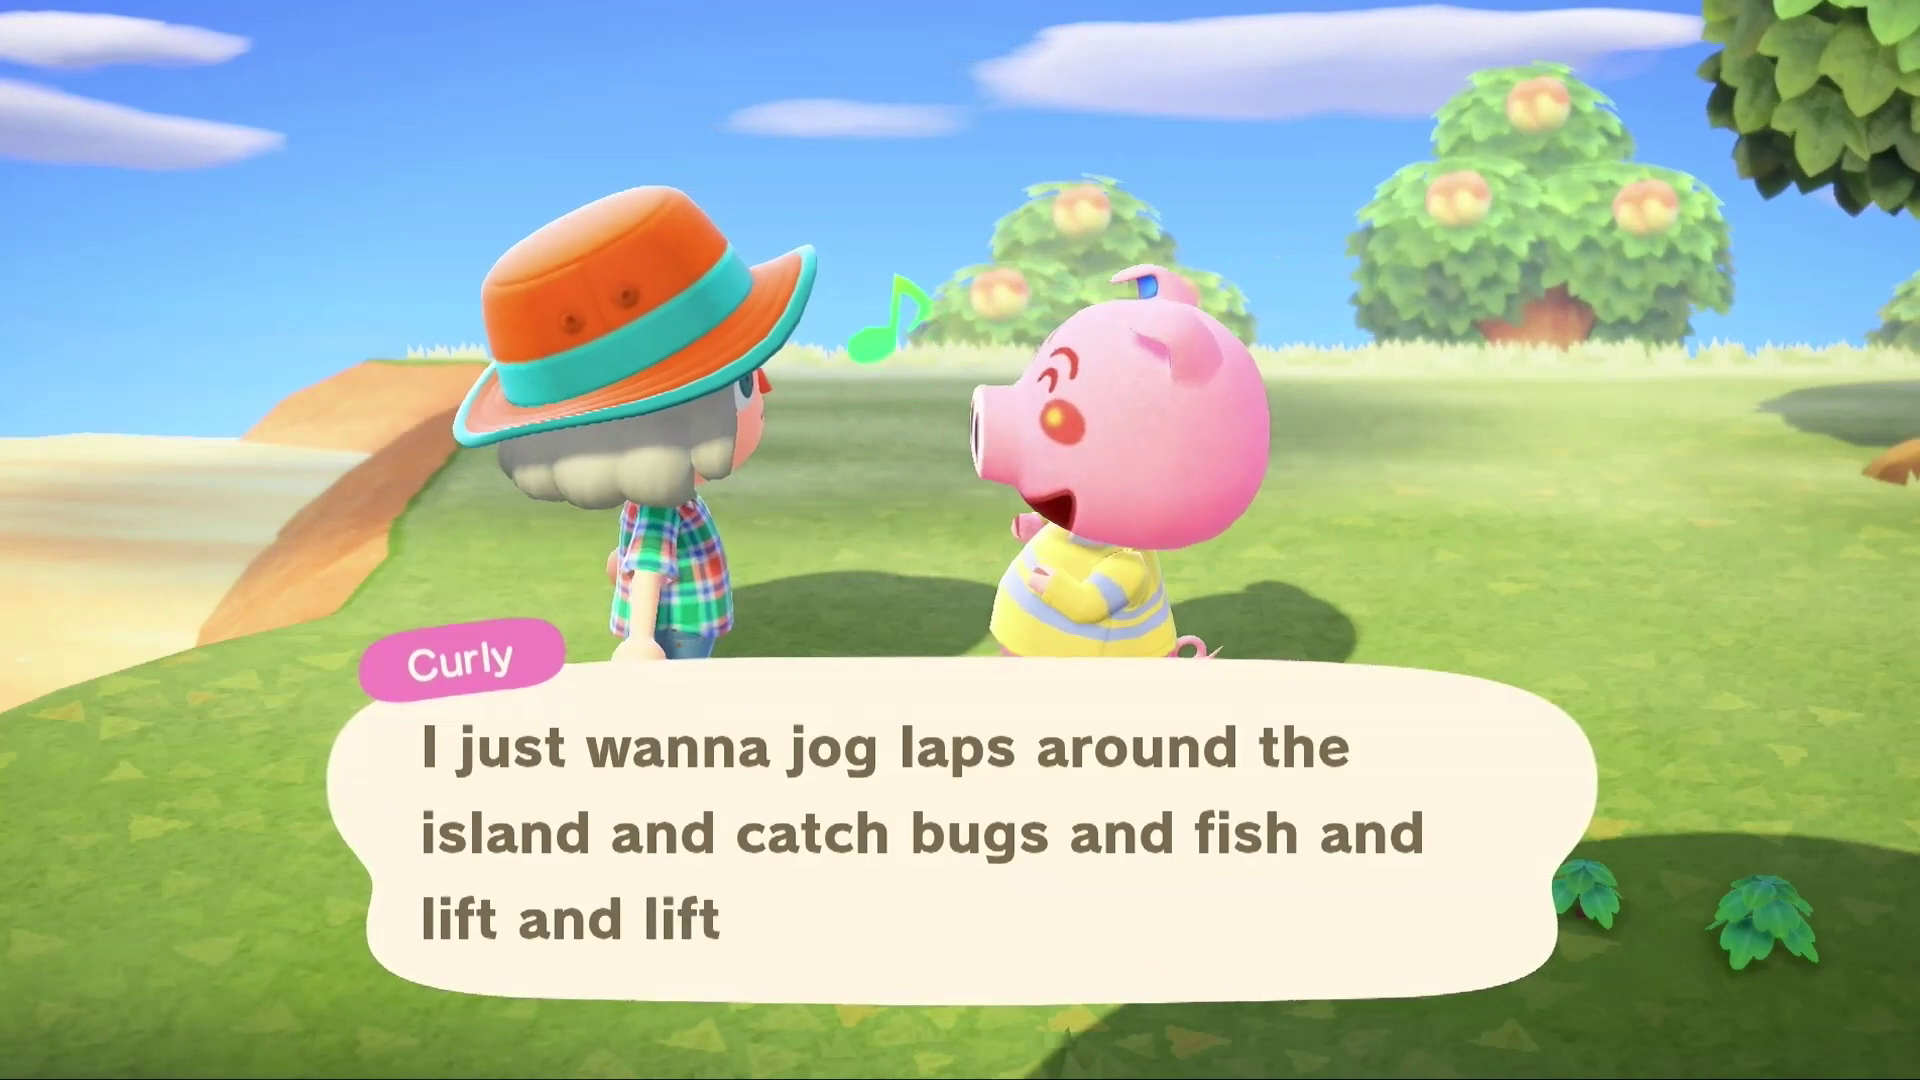 Curly
I just wanna jog laps around the
island and catch bugs and fish and
lift and lift